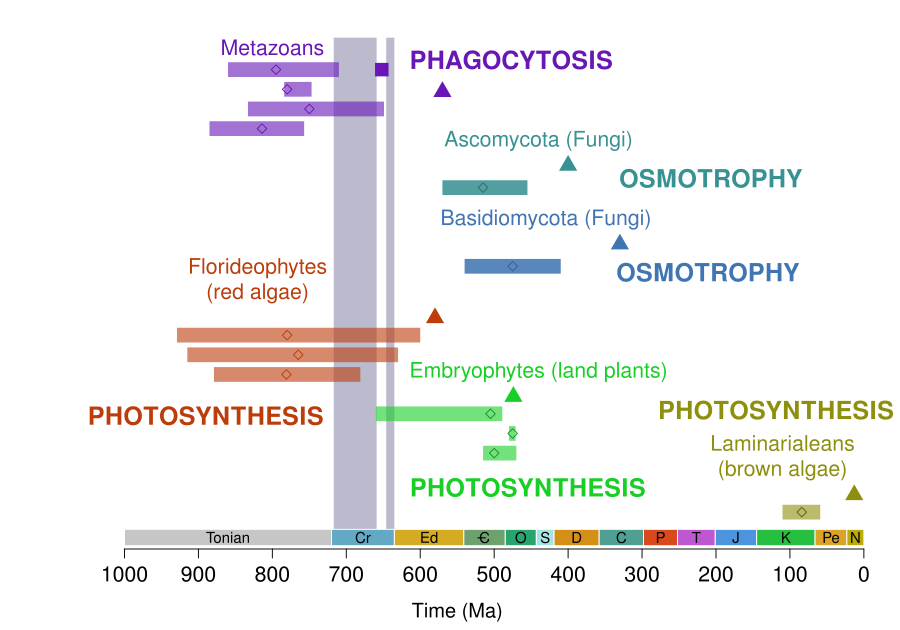 Metazoans
PHAGOCYTOSIS
Ascomycota (Fungi)
OSMOTROPHY
Basidiomycota (Fungi)
OSMOTROPHY
Florideophytes
(red algae)
Embryophytes (land plants)
PHOTOSYNTHESIS
PHOTOSYNTHESIS
Laminarialeans
(brown algae)
PHOTOSYNTHESIS
Tonian Cr Ed Ꞓ O S D C P T J K Pe N
1000 900 800 700 600 500 400 300 200 100 0
Time (Ma)